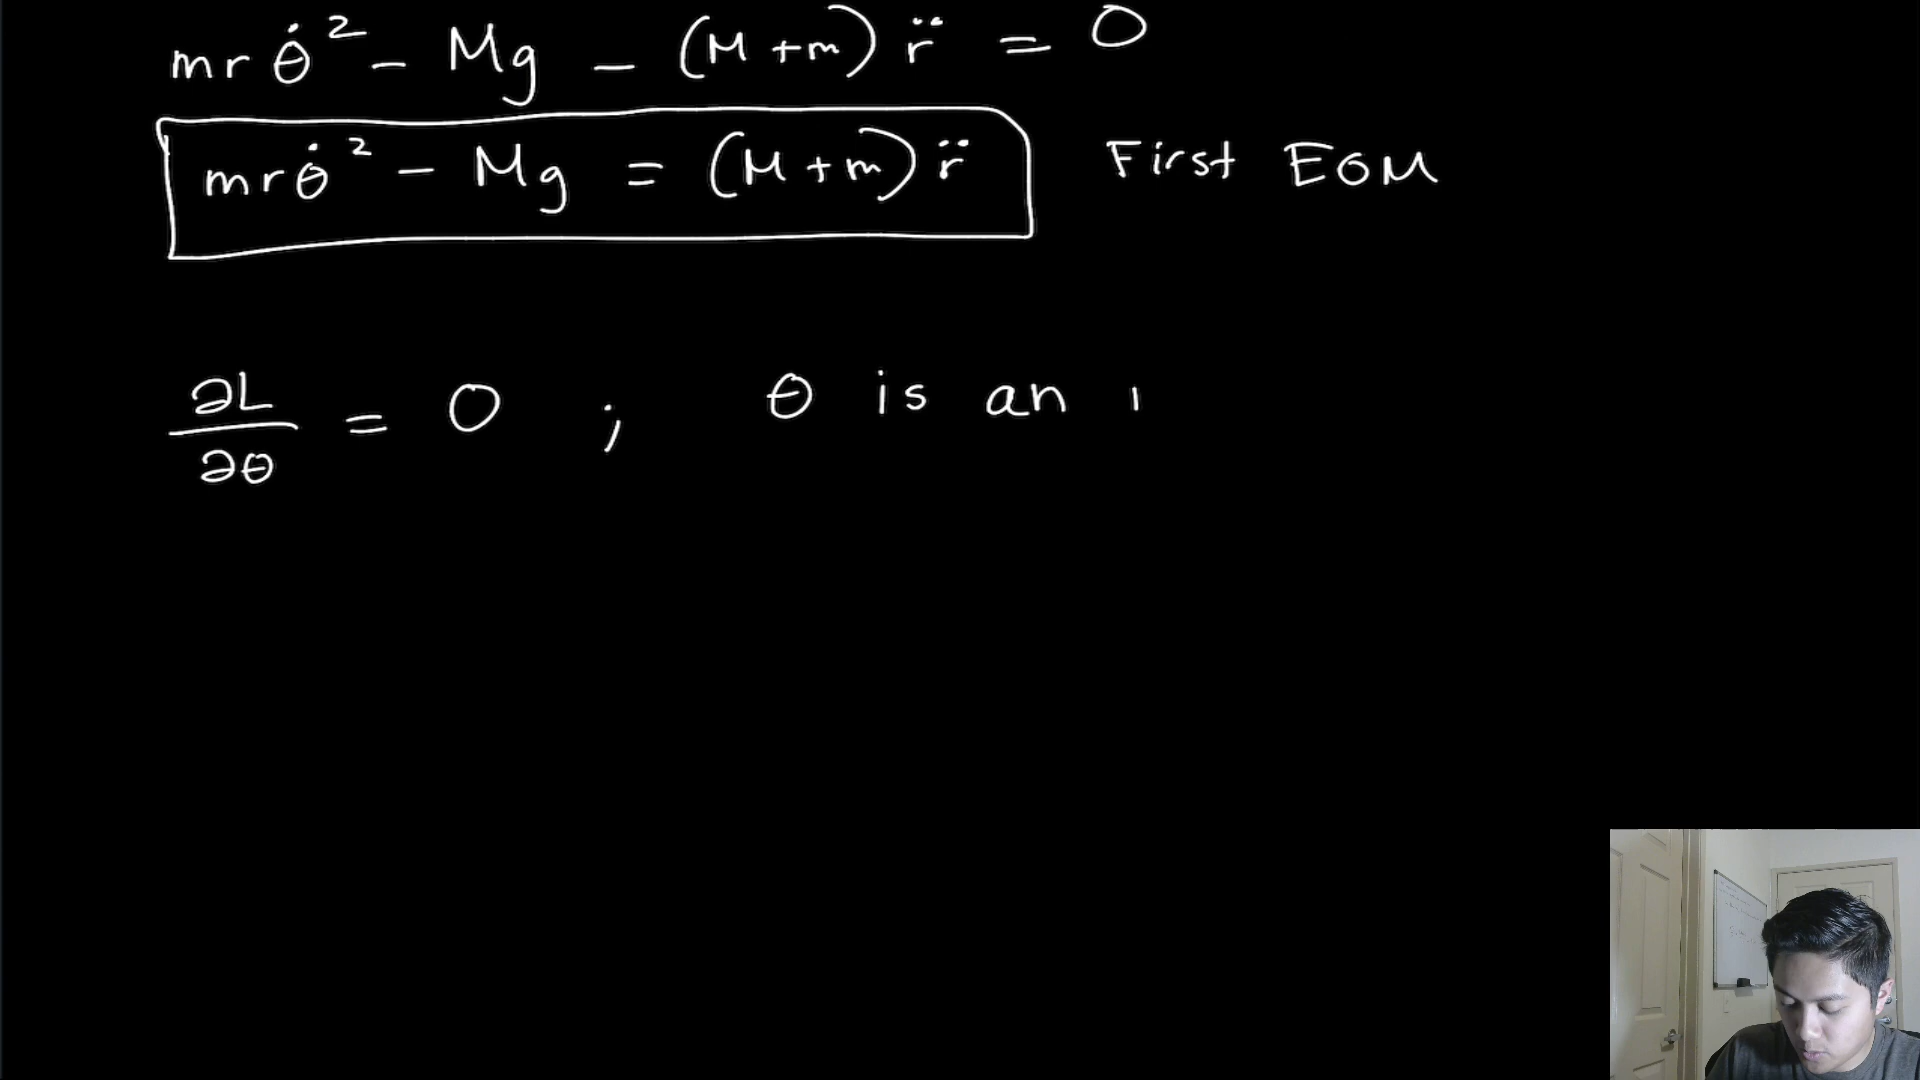 mrθ̇² - Mg - (M+m) r̈ = 0
mrθ̇² - Mg = (M+m) r̈ First EOM
∂L/∂θ = 0 ; θ is an ı